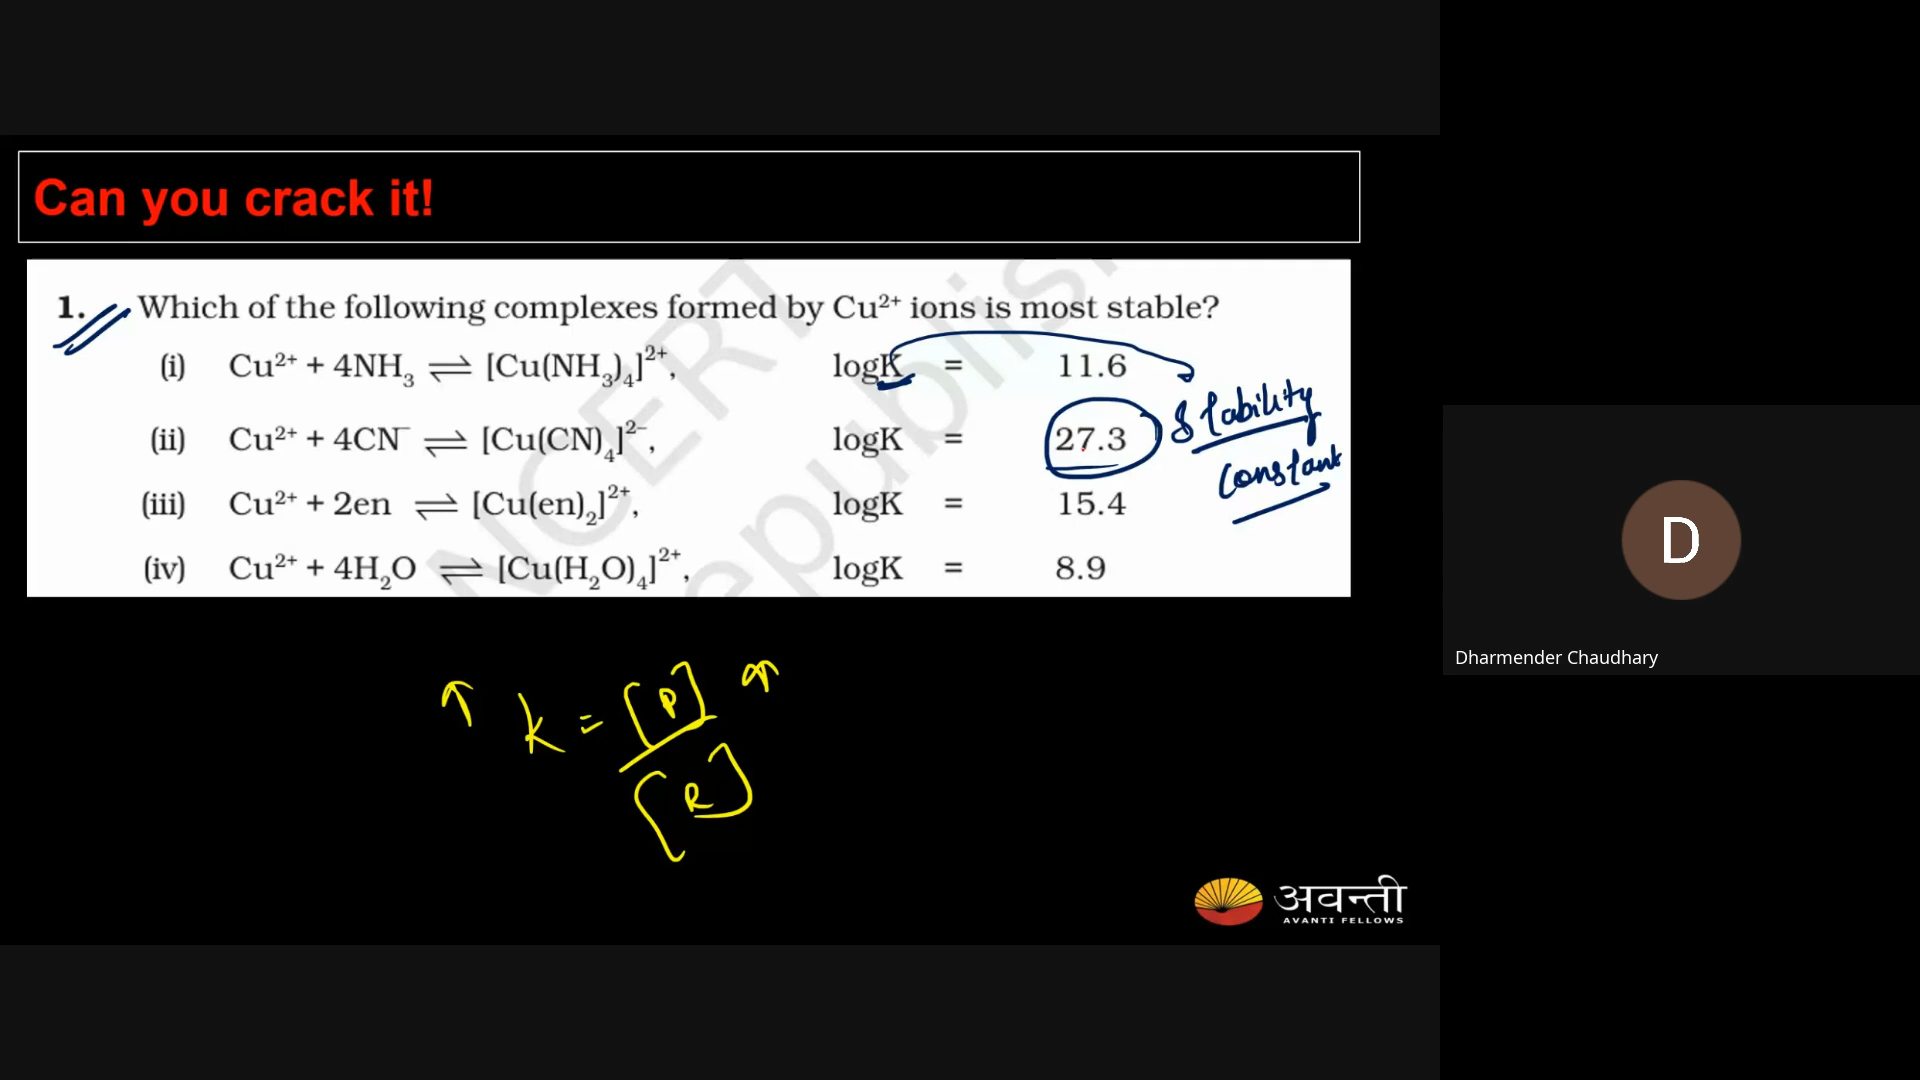 Can you crack it!
1. Which of the following complexes formed by Cu²⁺ ions is most stable?
(i) Cu²⁺ + 4NH₃ ⇌ [Cu(NH₃)₄]²⁺, logK = 11.6
(ii) Cu²⁺ + 4CN⁻ ⇌ [Cu(CN)₄]²⁻, logK = 27.3
(iii) Cu²⁺ + 2en ⇌ [Cu(en)₂]²⁺, logK = 15.4
(iv) Cu²⁺ + 4H₂O ⇌ [Cu(H₂O)₄]²⁺, logK = 8.9
Stability
constant
NCERT
republis
↑ k = [P] ↑
[R]
D
Dharmender Chaudhary
अवन्ती
AVANTI FELLOWS